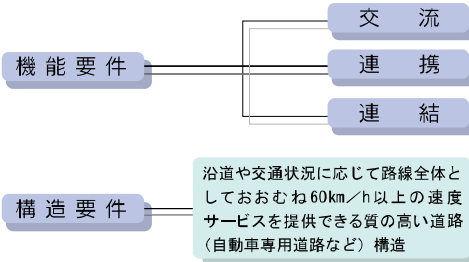 交流
機能要件
連携
連結
構造要件
沿道や交通状況に応じて路線全体と
しておおむね60km／h以上の速度
サービスを提供できる質の高い道路
（自動車専用道路など）構造